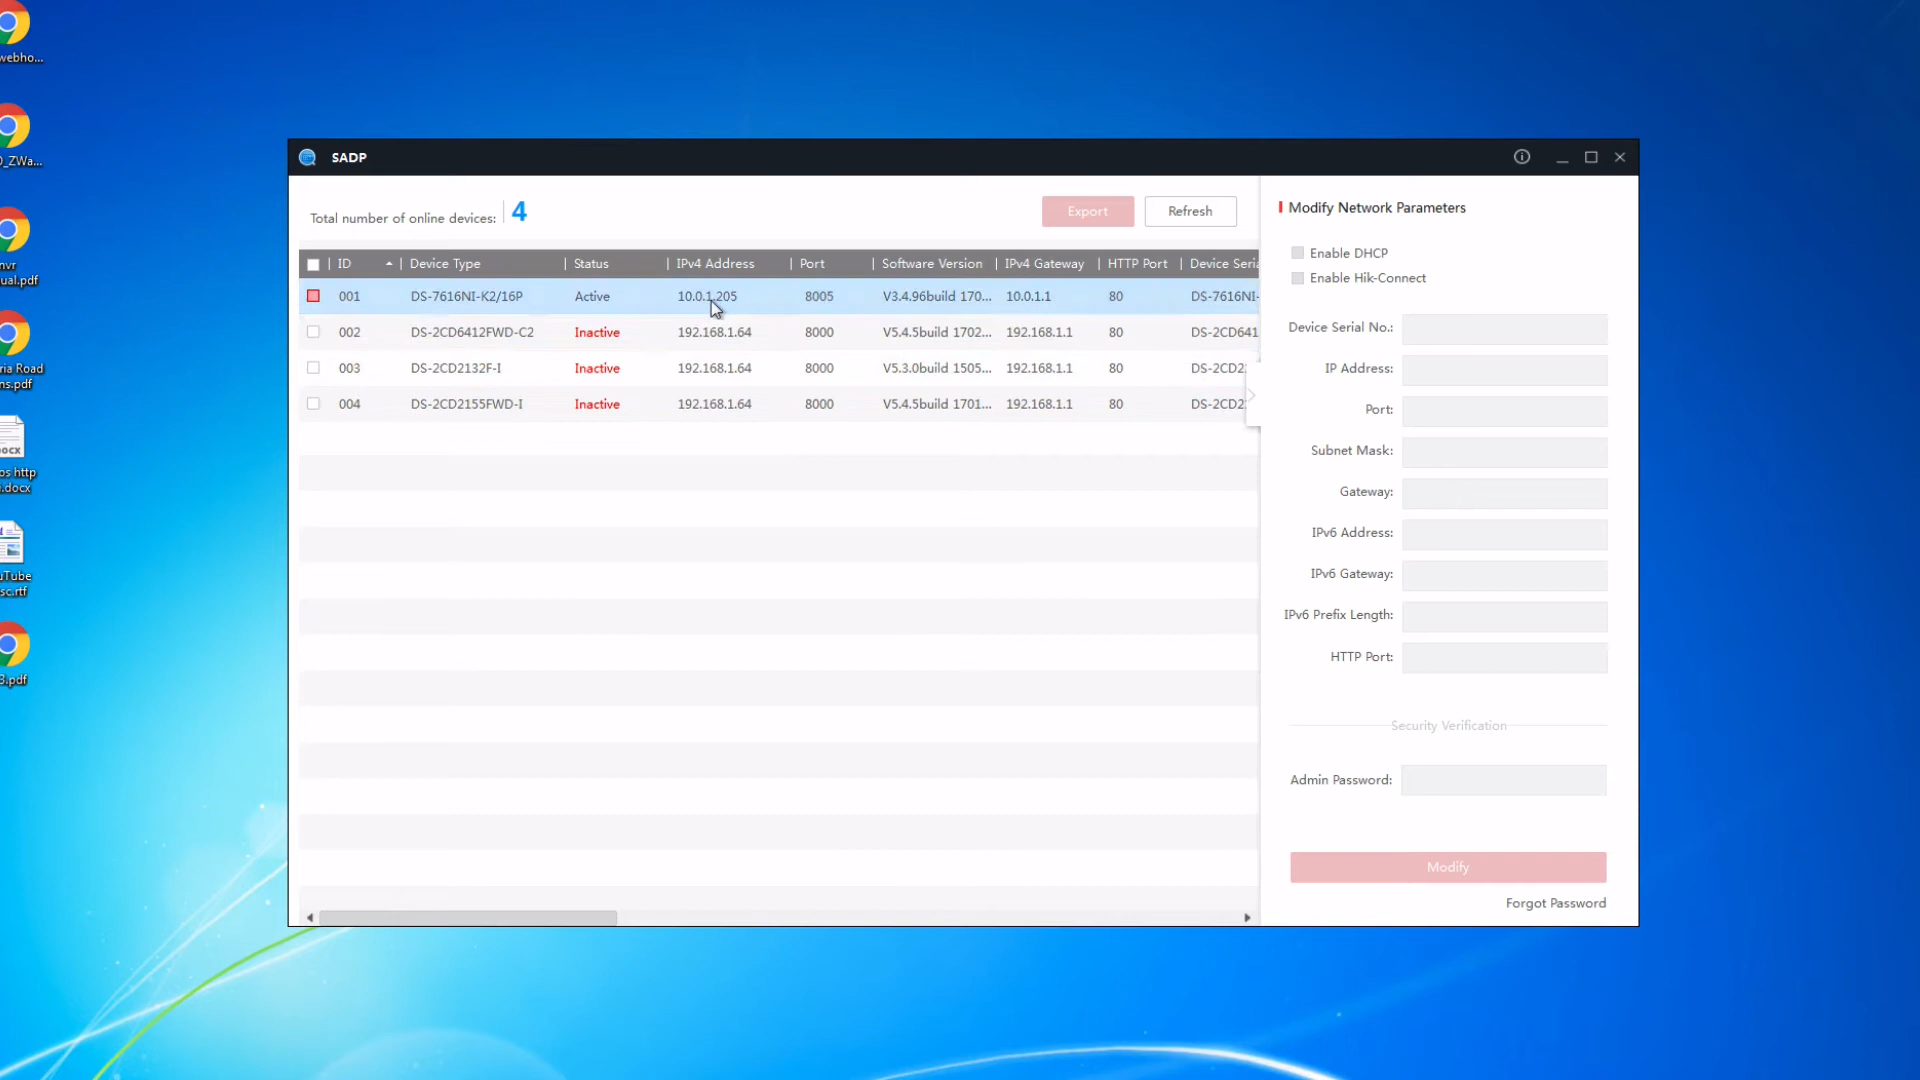 webho...
0_ZWa...
nvr
ual.pdf
ria Road
ns.pdf
os http
i.docx
uTube
sc.rtf
3.pdf
SADP
Total number of online devices: 4
Export
Refresh
ID Device Type Status IPv4 Address Port Software Version IPv4 Gateway HTTP Port Device Seria
001 DS-7616NI-K2/16P Active 10.0.1.205 8005 V3.4.96build 170... 10.0.1.1 80 DS-7616NI-
002 DS-2CD6412FWD-C2 Inactive 192.168.1.64 8000 V5.4.5build 1702... 192.168.1.1 80 DS-2CD641
003 DS-2CD2132F-I Inactive 192.168.1.64 8000 V5.3.0build 1505... 192.168.1.1 80 DS-2CD2
004 DS-2CD2155FWD-I Inactive 192.168.1.64 8000 V5.4.5build 1701... 192.168.1.1 80 DS-2CD2
Modify Network Parameters
Enable DHCP
Enable Hik-Connect
Device Serial No.:
IP Address:
Port:
Subnet Mask:
Gateway:
IPv6 Address:
IPv6 Gateway:
IPv6 Prefix Length:
HTTP Port:
Security Verification
Admin Password:
Modify
Forgot Password